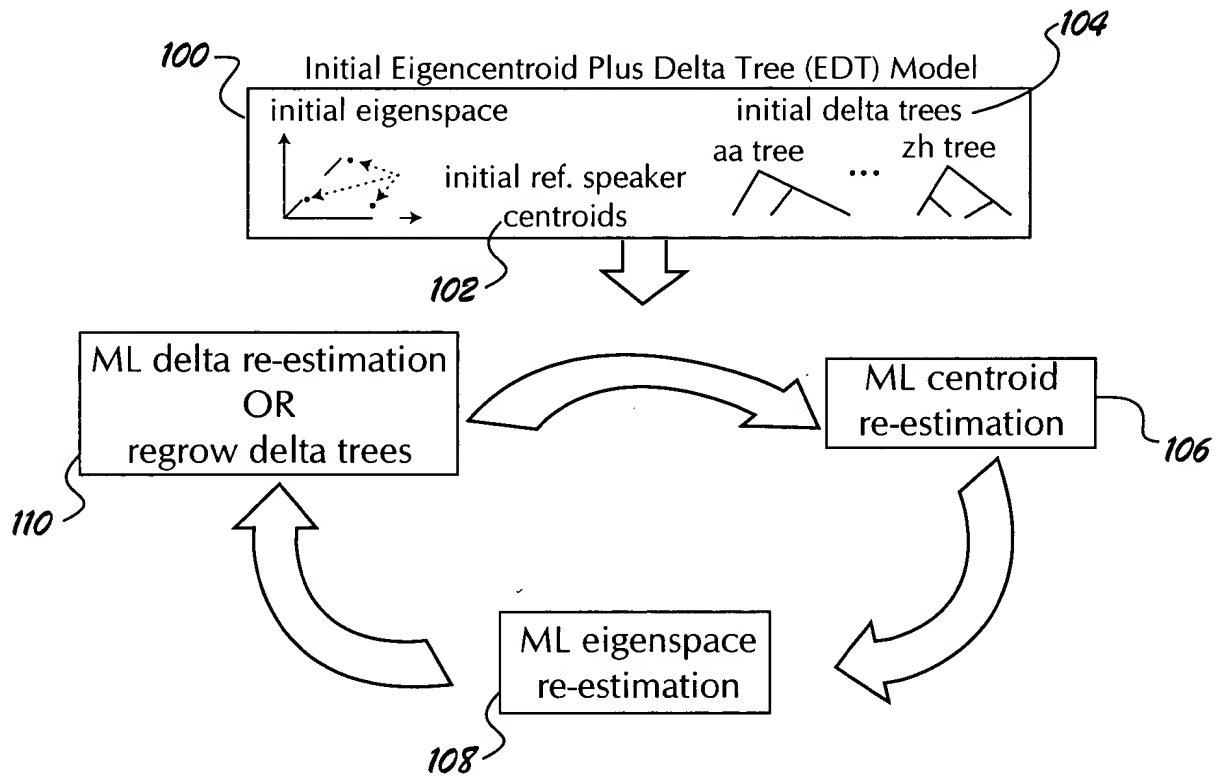 104
100
Initial Eigencentroid Plus Delta Tree (EDT) Model
initial eigenspace
initial delta trees
aa tree
...
zh tree
initial ref. speaker
centroids
102
ML delta re-estimation
OR
regrow delta trees
110
ML centroid
re-estimation
106
ML eigenspace
re-estimation
108